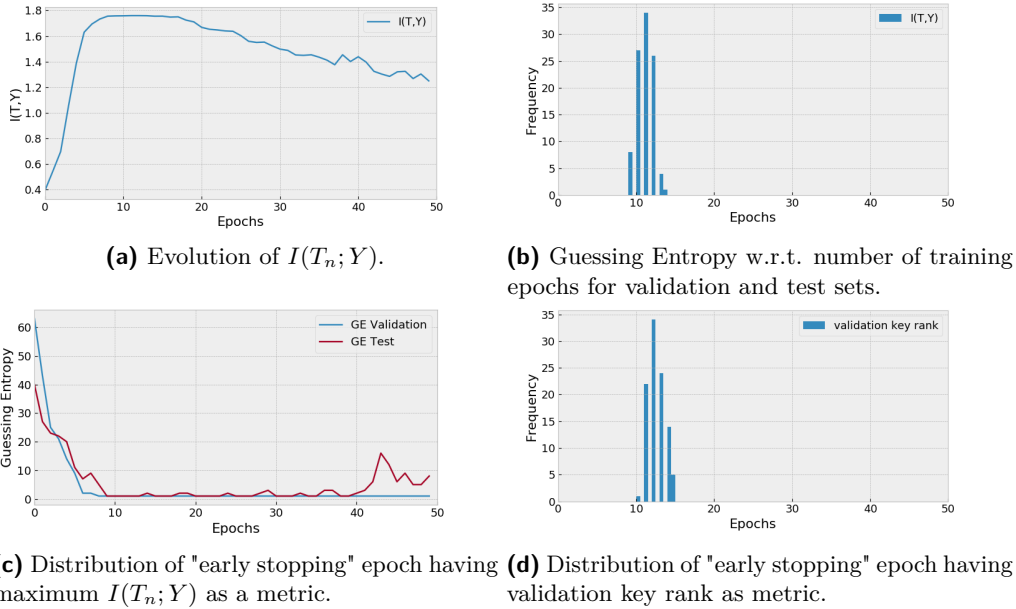 1.8
1.6
1.4
1.2
1.0
0.8
0.6
0.4
I(T,Y)
I(T,Y)
0 10 20 30 40 50
Epochs
(a) Evolution of I(T_n; Y).
35
30
25
20
15
10
5
0
Frequency
I(T,Y)
0 10 20 30 40 50
Epochs
(b) Guessing Entropy w.r.t. number of training
epochs for validation and test sets.
60
50
40
30
20
10
0
Guessing Entropy
GE Validation
GE Test
0 10 20 30 40 50
Epochs
(c) Distribution of "early stopping" epoch having
maximum I(T_n; Y) as a metric.
35
30
25
20
15
10
5
0
Frequency
validation key rank
0 10 20 30 40 50
Epochs
(d) Distribution of "early stopping" epoch having
validation key rank as metric.